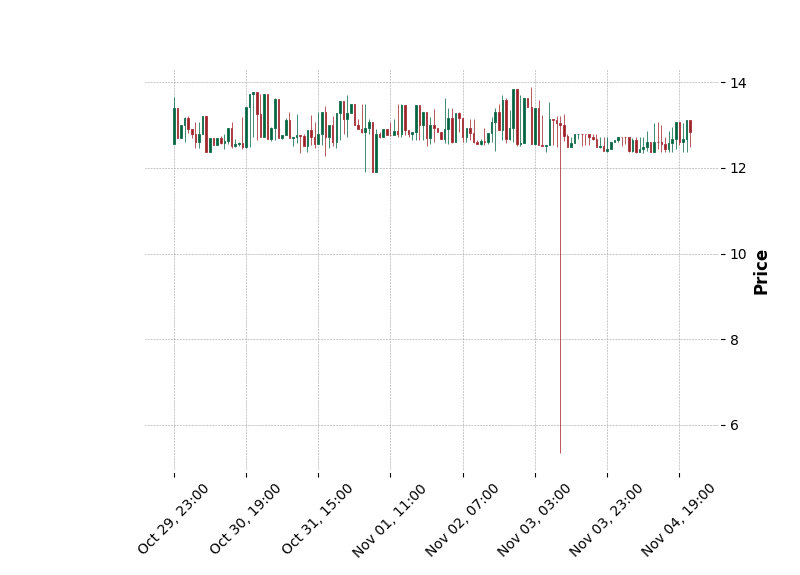 14
12
10
8
6
Price
Oct 29, 23:00
Oct 30, 19:00
Oct 31, 15:00
Nov 01, 11:00
Nov 02, 07:00
Nov 03, 03:00
Nov 03, 23:00
Nov 04, 19:00